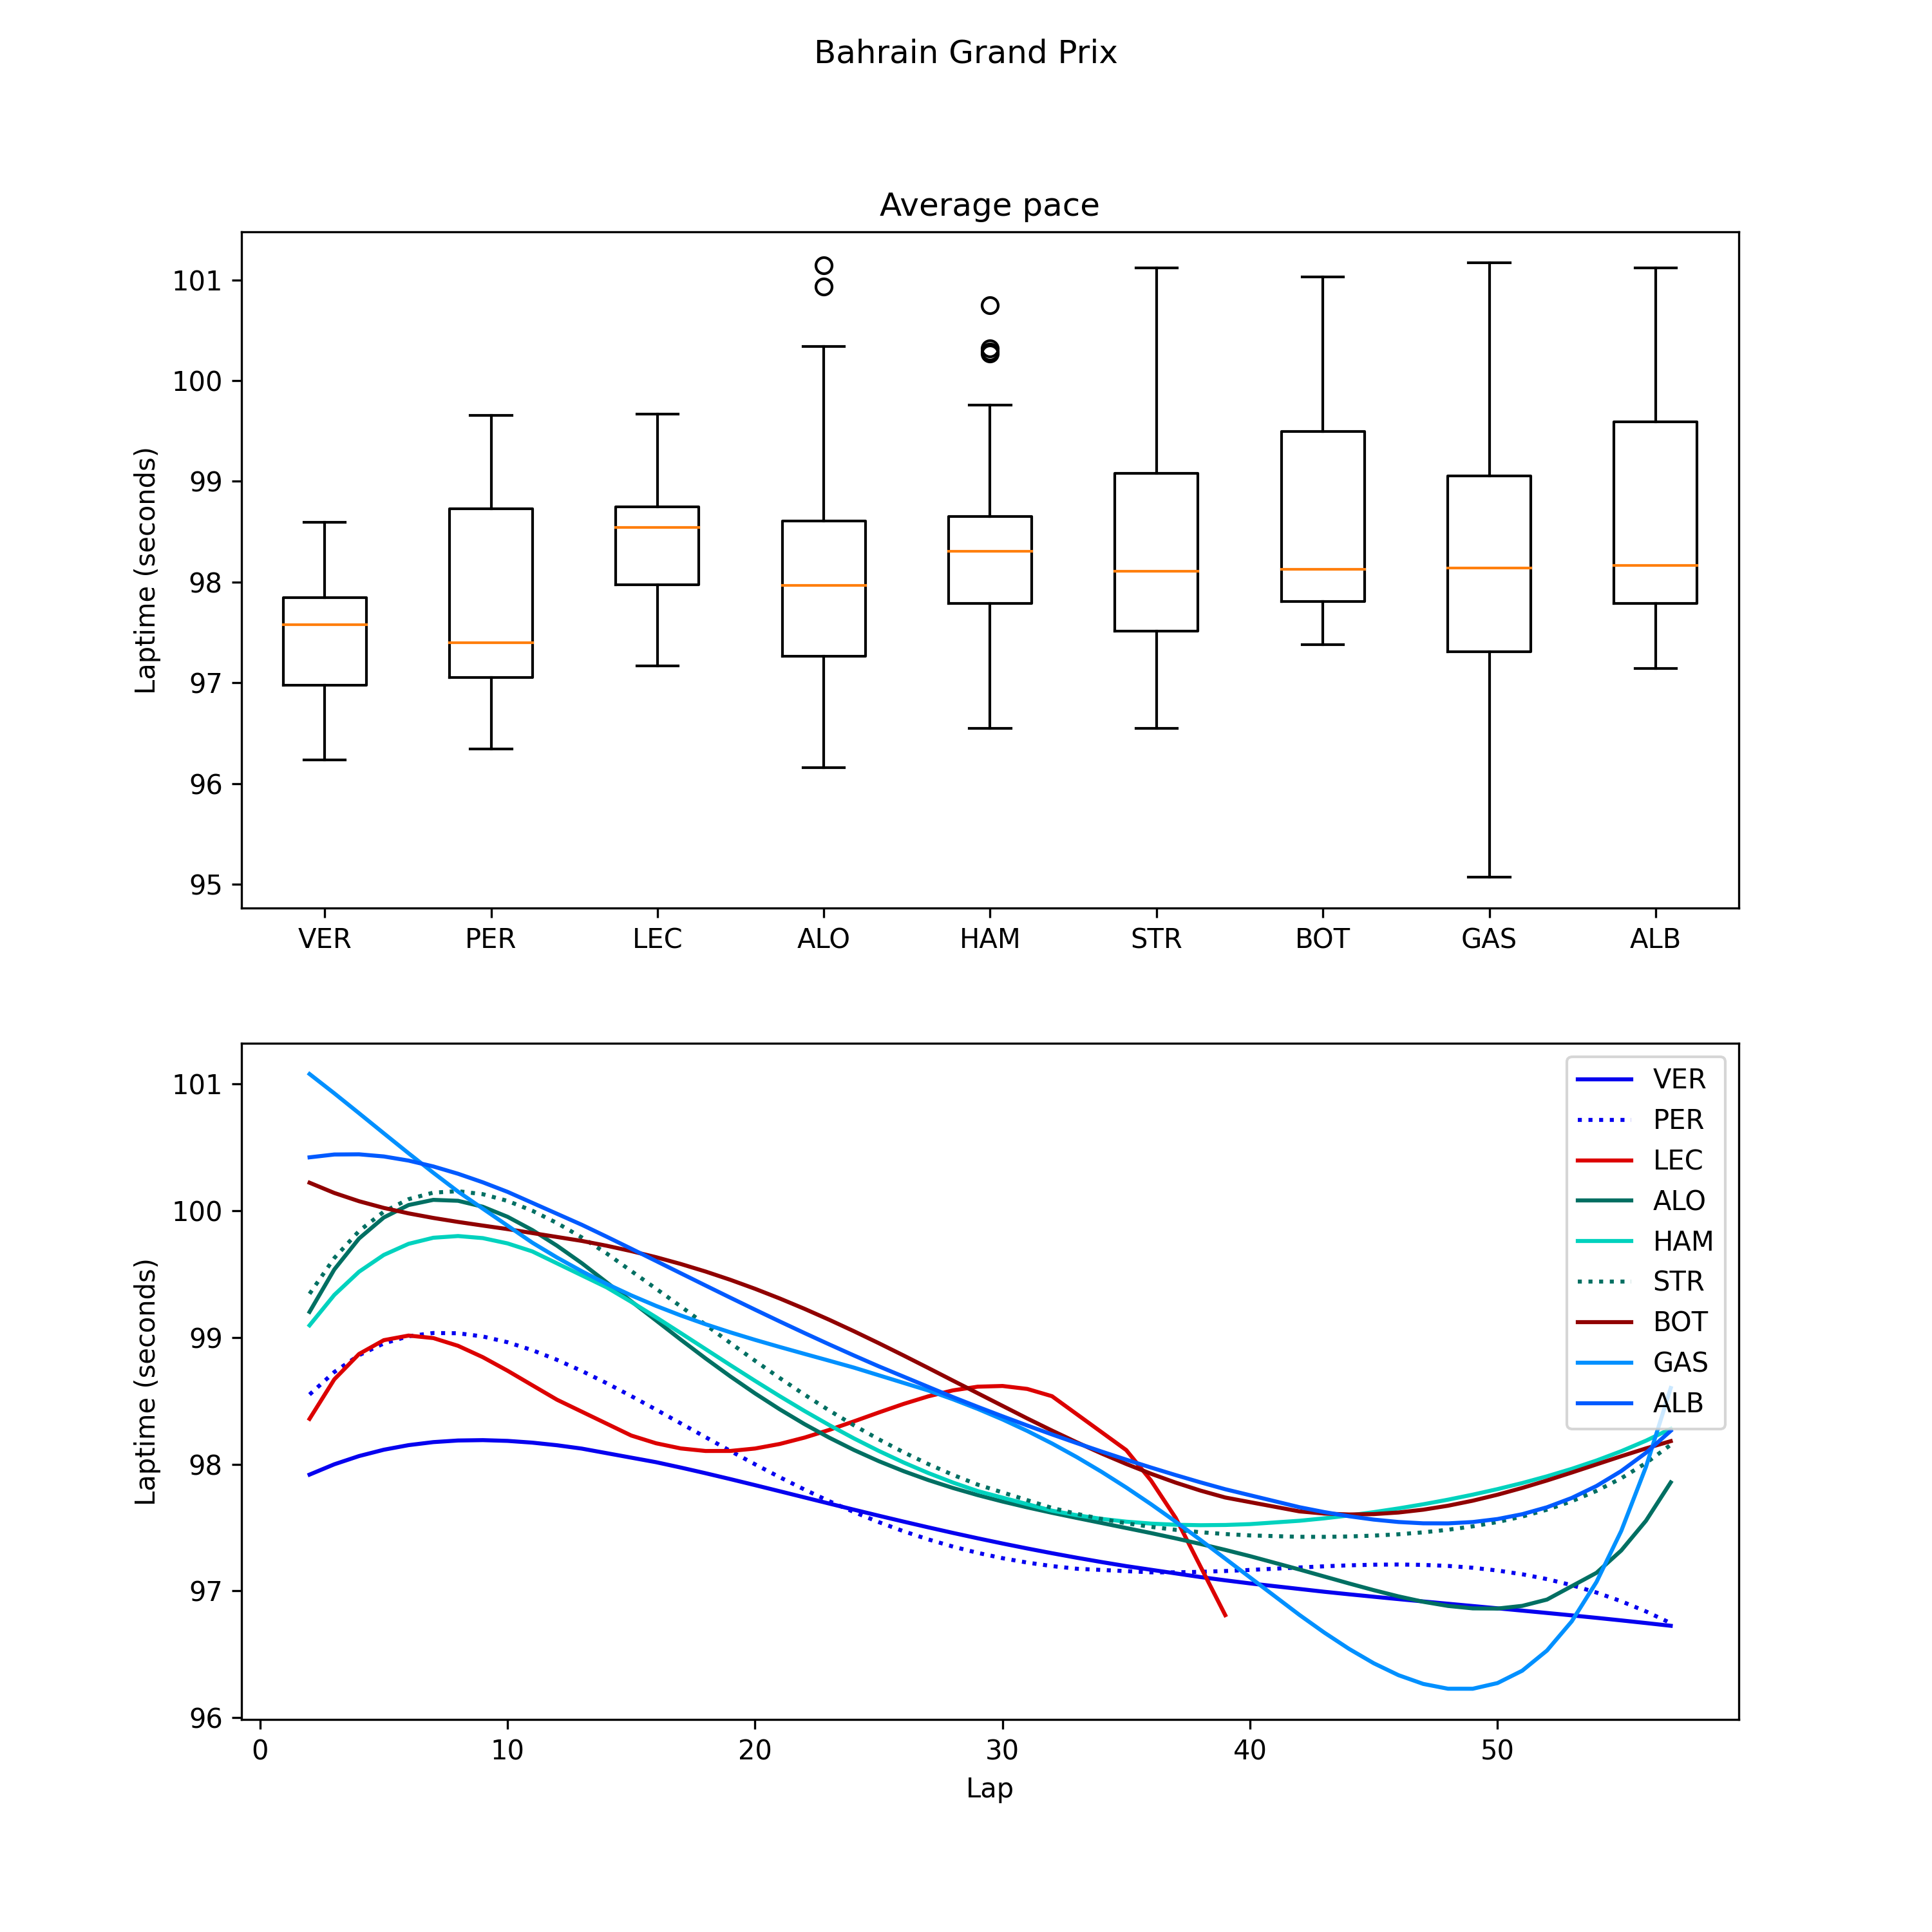 Bahrain Grand Prix
Average pace
Laptime (seconds)
101
100
99
98
97
96
95
VER PER LEC ALO HAM STR BOT GAS ALB
Laptime (seconds)
101
100
99
98
97
96
VER
PER
LEC
ALO
HAM
STR
BOT
GAS
ALB
0 10 20 30 40 50
Lap